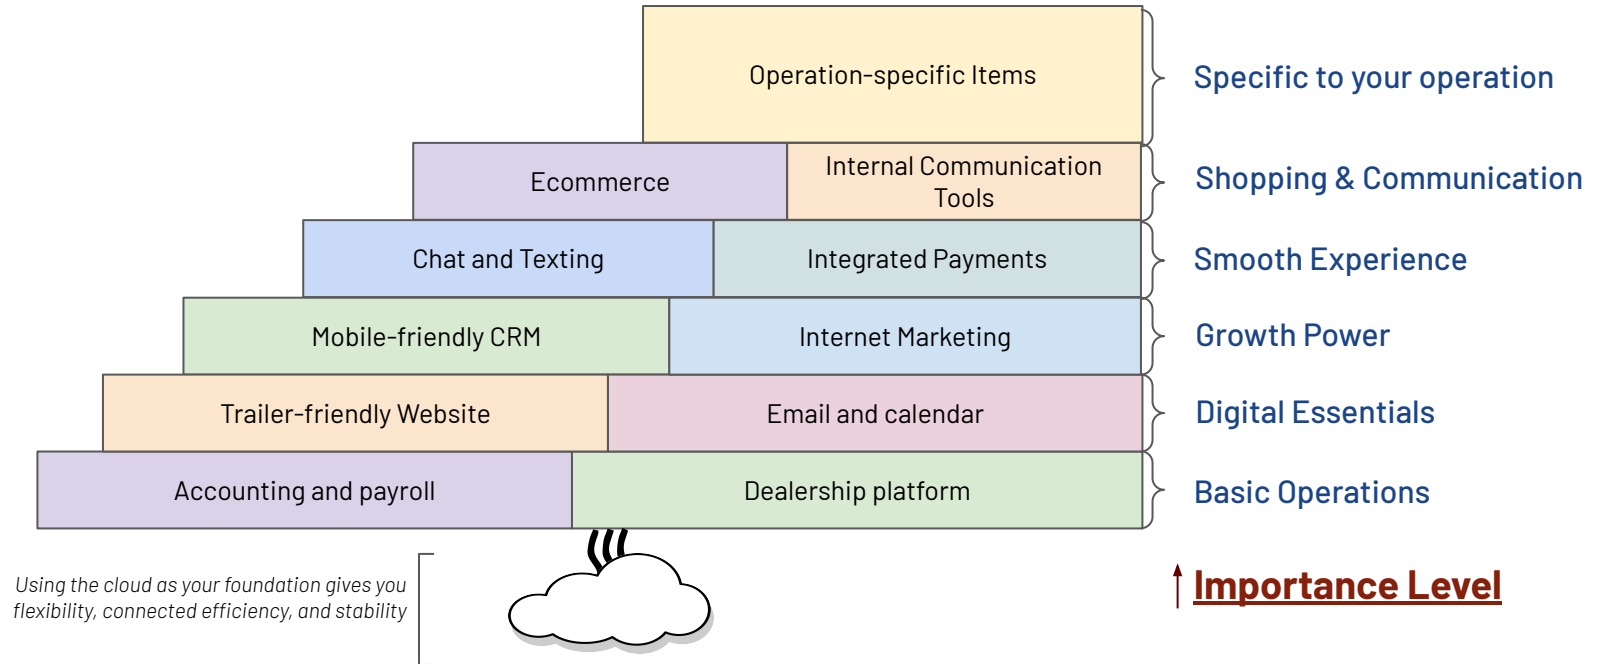 Operation-specific Items
Specific to your operation
Ecommerce
Internal Communication
Tools
Shopping & Communication
Chat and Texting
Integrated Payments
Smooth Experience
Mobile-friendly CRM
Internet Marketing
Growth Power
Trailer-friendly Website
Email and calendar
Digital Essentials
Accounting and payroll
Dealership platform
Basic Operations
Using the cloud as your foundation gives you
flexibility, connected efficiency, and stability
Importance Level